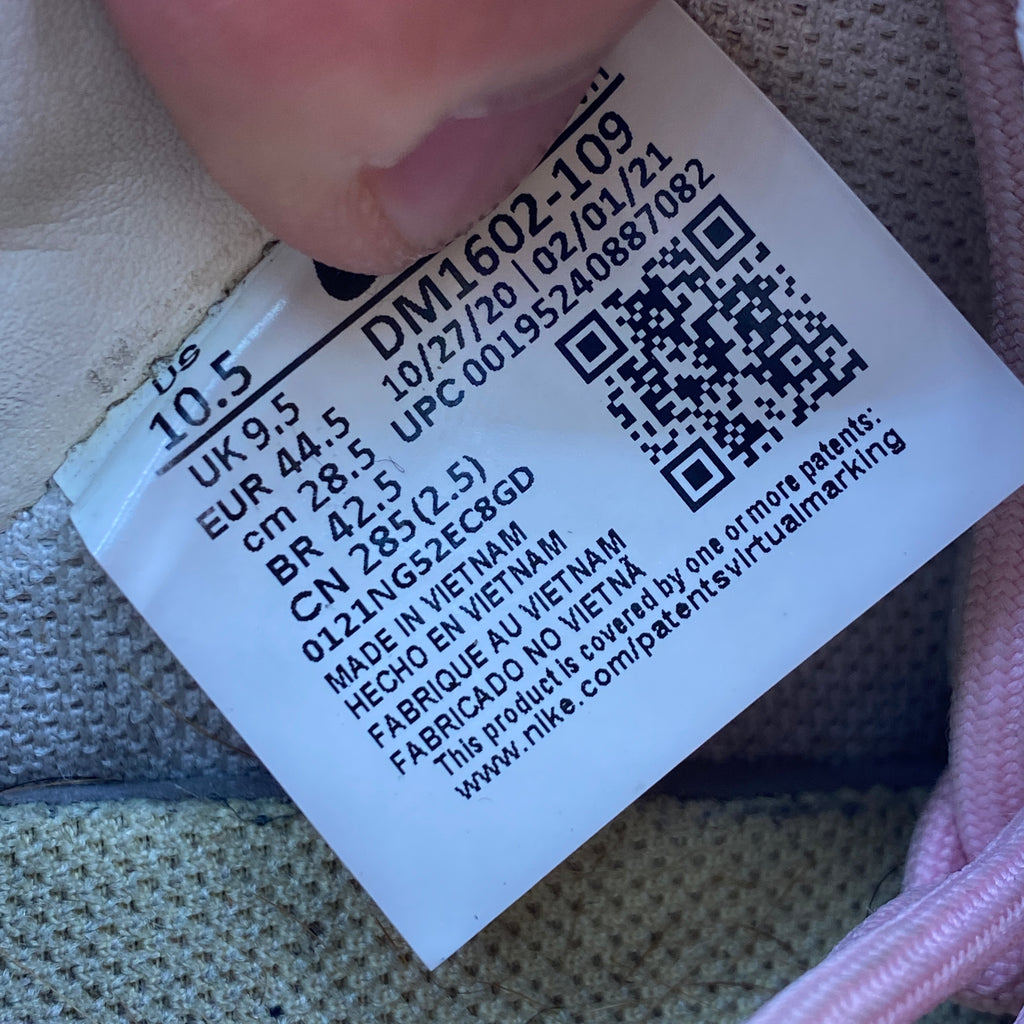 DM1602-109
10/27/20 | 02/01/21
UPC 00195240887082
US
10.5
UK 9.5
EUR 44.5
cm 28.5
BR 42.5
CN 285(2.5)
0121NG52EC8GD
MADE IN VIETNAM
HECHO EN VIETNAM
FABRIQUE AU VIETNAM
FABRICADO NO VIETNÃ
This product is covered by one or more patents:
www.nike.com/patentsvirtualmarking